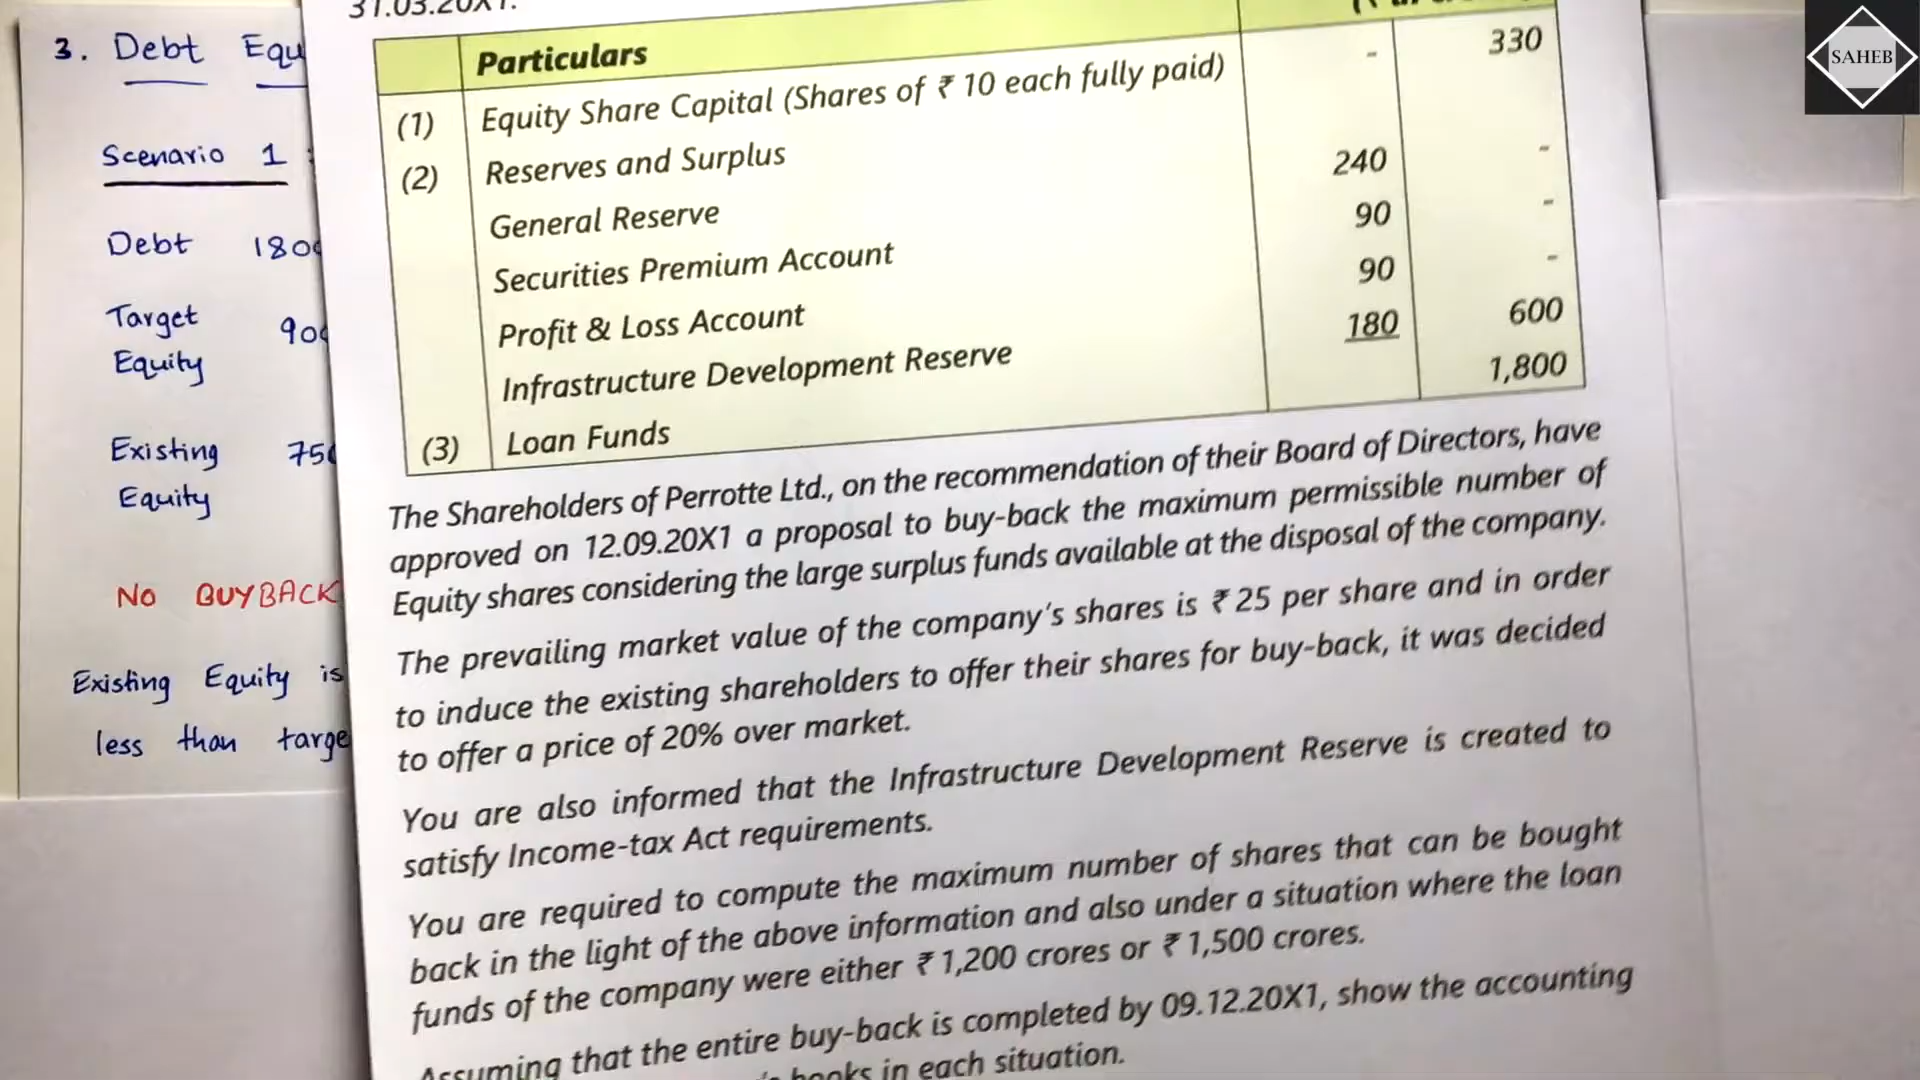 31.03.20X1.
SAHEB
3. Debt Equ
Scenario 1
Debt 180
Target 90
Equity
Existing 75
Equity
NO BUYBACK
Existing Equity is
less than targe
Particulars
(1) Equity Share Capital (Shares of ₹ 10 each fully paid) - 330
(2) Reserves and Surplus
General Reserve 240 -
Securities Premium Account 90 -
Profit & Loss Account 90 -
Infrastructure Development Reserve 180 600
(3) Loan Funds 1,800
The Shareholders of Perrotte Ltd., on the recommendation of their Board of Directors, have
approved on 12.09.20X1 a proposal to buy-back the maximum permissible number of
Equity shares considering the large surplus funds available at the disposal of the company.
The prevailing market value of the company's shares is ₹ 25 per share and in order
to induce the existing shareholders to offer their shares for buy-back, it was decided
to offer a price of 20% over market.
You are also informed that the Infrastructure Development Reserve is created to
satisfy Income-tax Act requirements.
You are required to compute the maximum number of shares that can be bought
back in the light of the above information and also under a situation where the loan
funds of the company were either ₹ 1,200 crores or ₹ 1,500 crores.
Assuming that the entire buy-back is completed by 09.12.20X1, show the accounting
books in each situation.